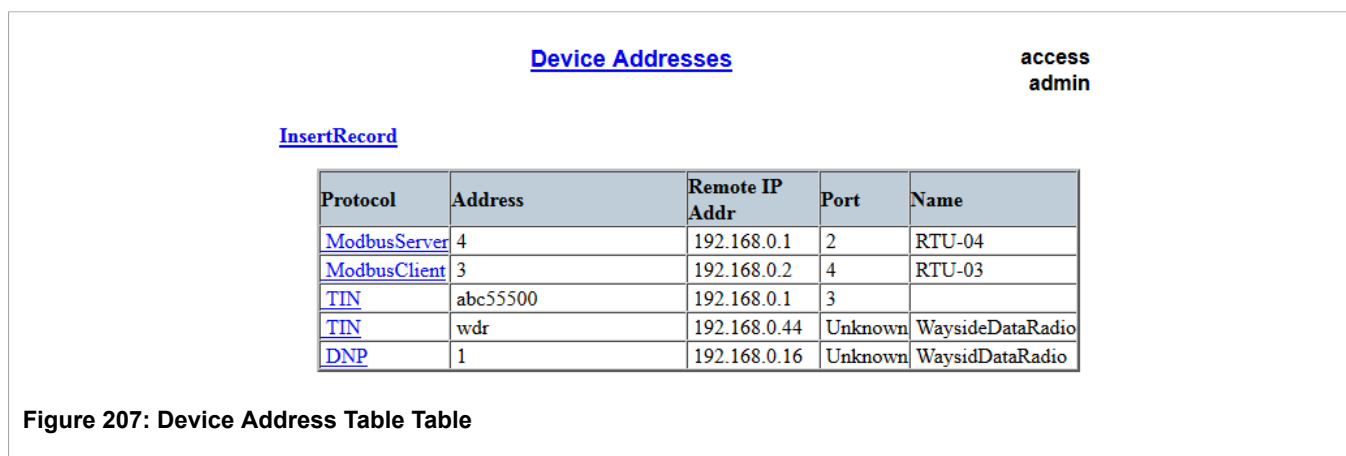 Device Addresses
access
admin
InsertRecord
Protocol Address Remote IP Addr Port Name
ModbusServer 4 192.168.0.1 2 RTU-04
ModbusClient 3 192.168.0.2 4 RTU-03
TIN abc55500 192.168.0.1 3
TIN wdr 192.168.0.44 Unknown WaysideDataRadio
DNP 1 192.168.0.16 Unknown WaysidDataRadio
Figure 207: Device Address Table Table